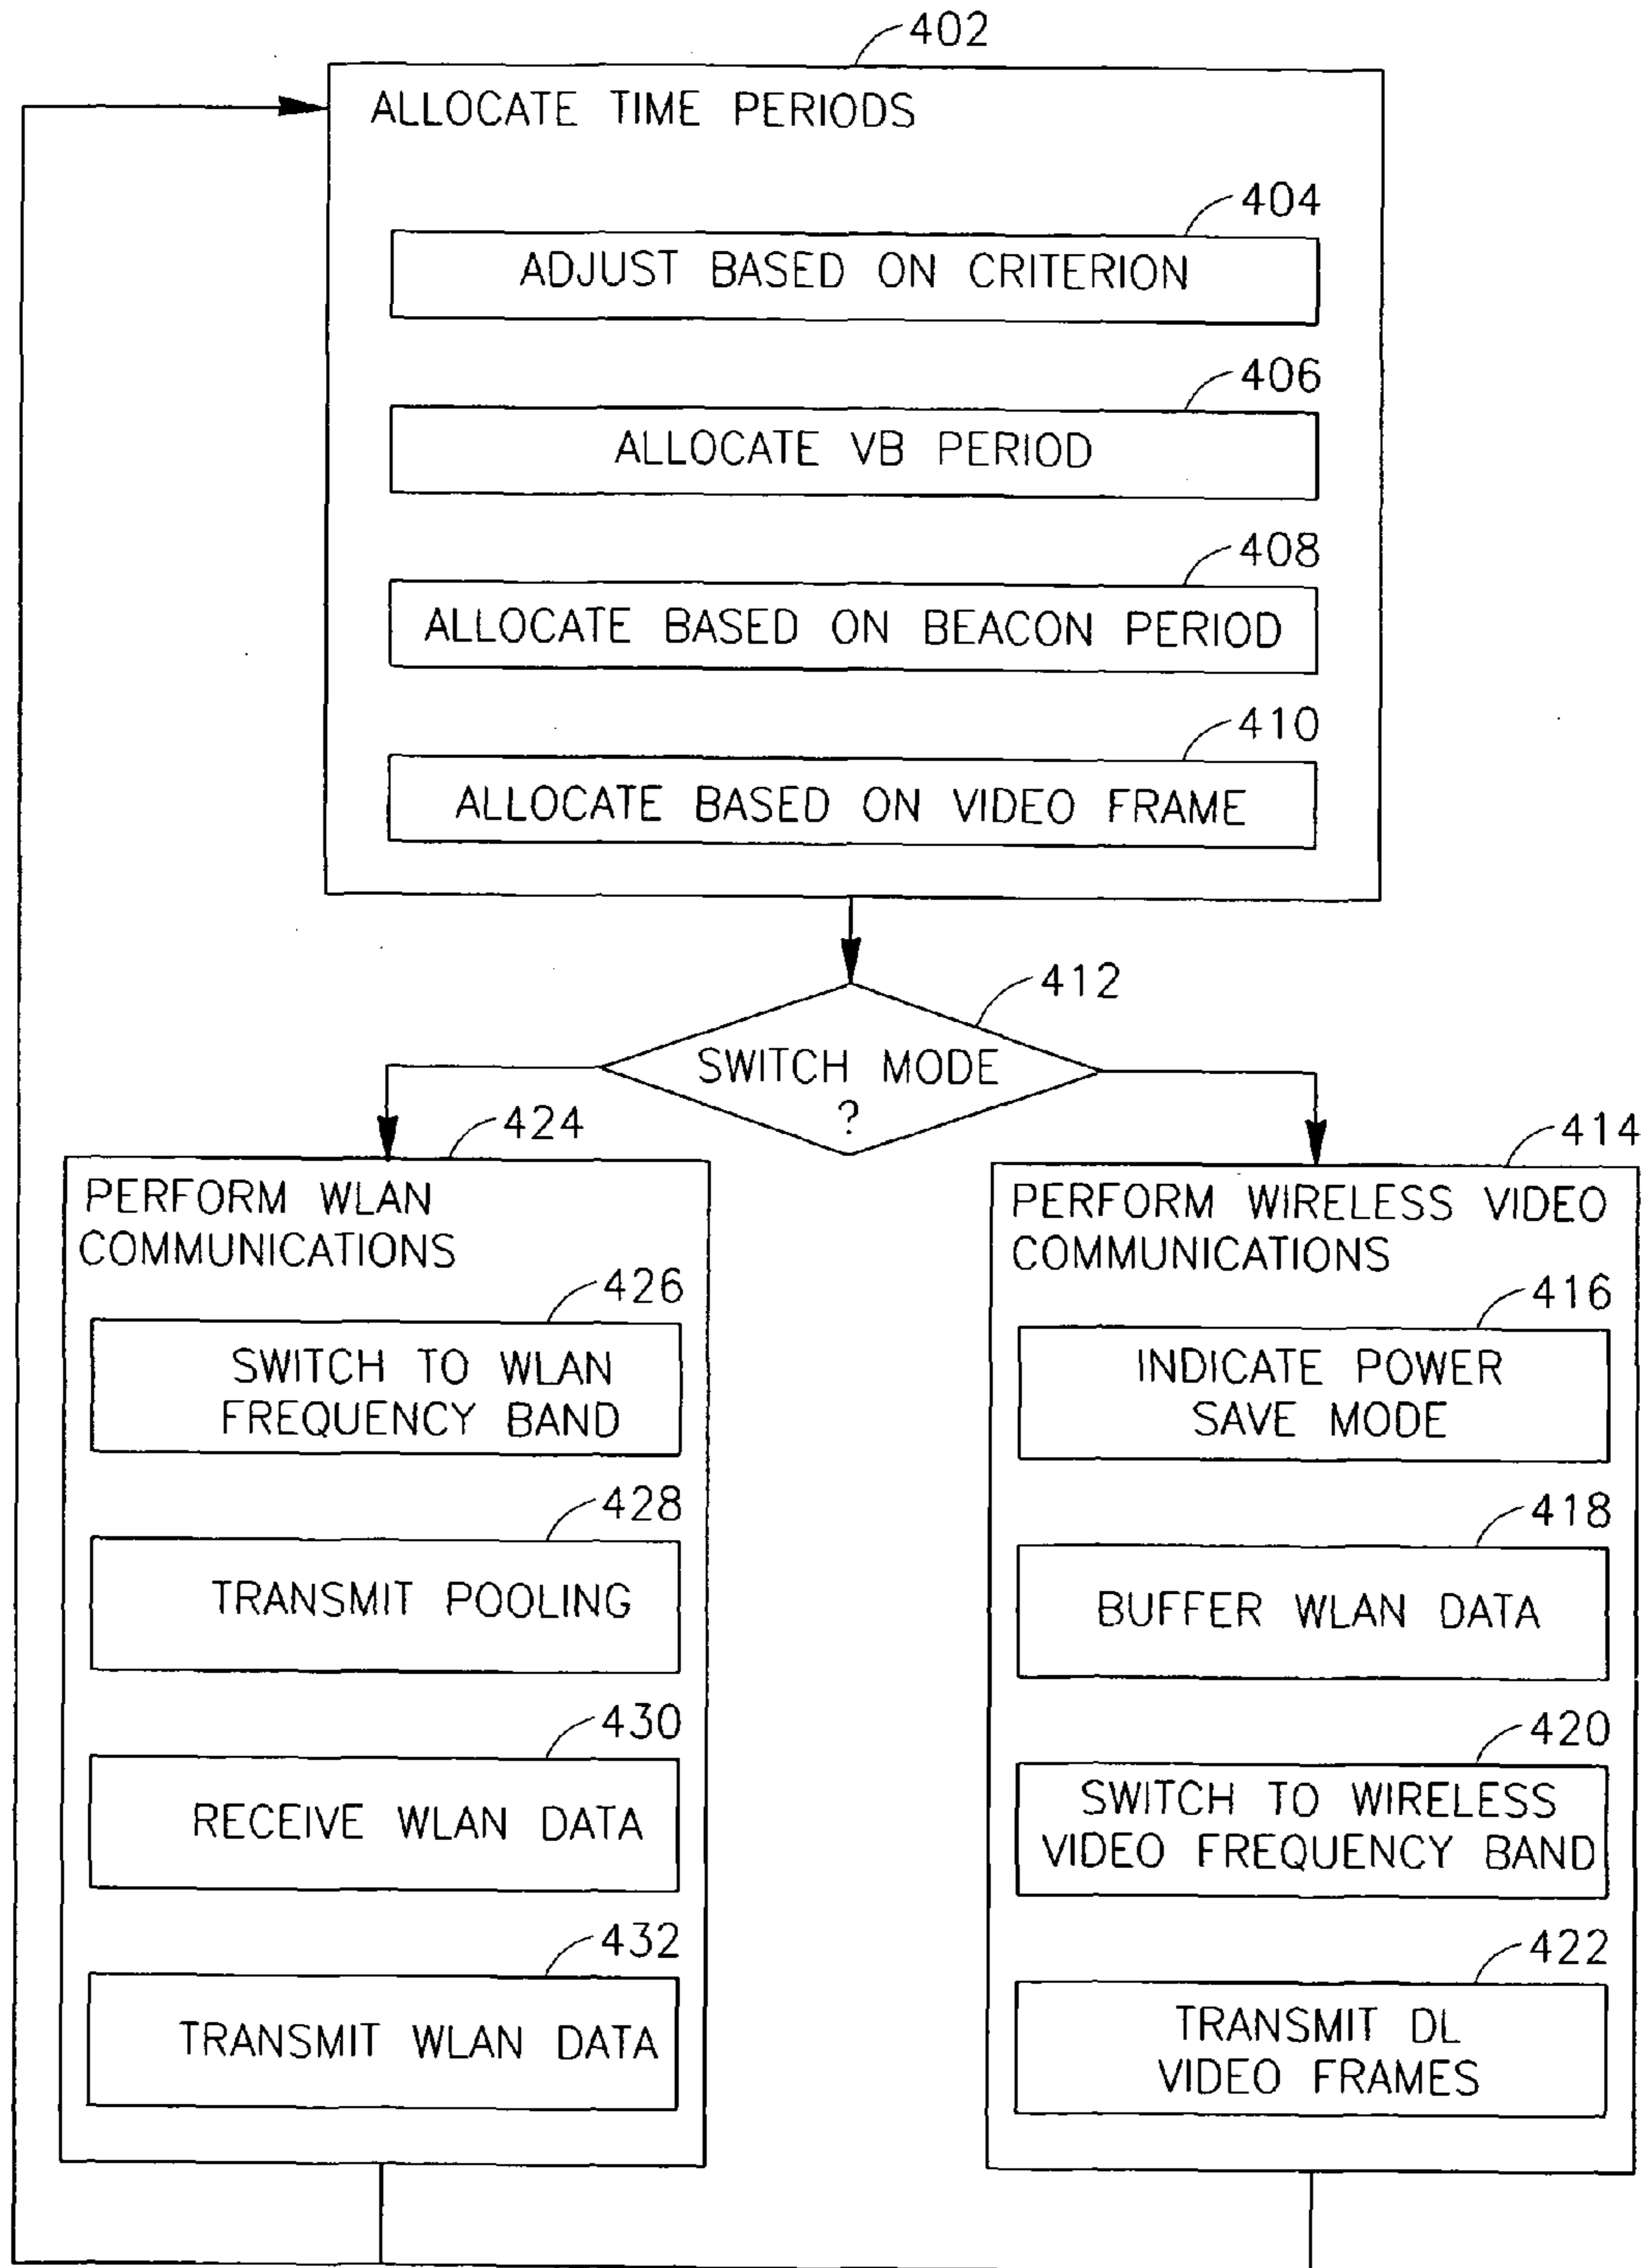 402
ALLOCATE TIME PERIODS
404
ADJUST BASED ON CRITERION
406
ALLOCATE VB PERIOD
408
ALLOCATE BASED ON BEACON PERIOD
410
ALLOCATE BASED ON VIDEO FRAME
412
SWITCH MODE
?
424
PERFORM WLAN
COMMUNICATIONS
426
SWITCH TO WLAN
FREQUENCY BAND
428
TRANSMIT POOLING
430
RECEIVE WLAN DATA
432
TRANSMIT WLAN DATA
414
PERFORM WIRELESS VIDEO
COMMUNICATIONS
416
INDICATE POWER
SAVE MODE
418
BUFFER WLAN DATA
420
SWITCH TO WIRELESS
VIDEO FREQUENCY BAND
422
TRANSMIT DL
VIDEO FRAMES